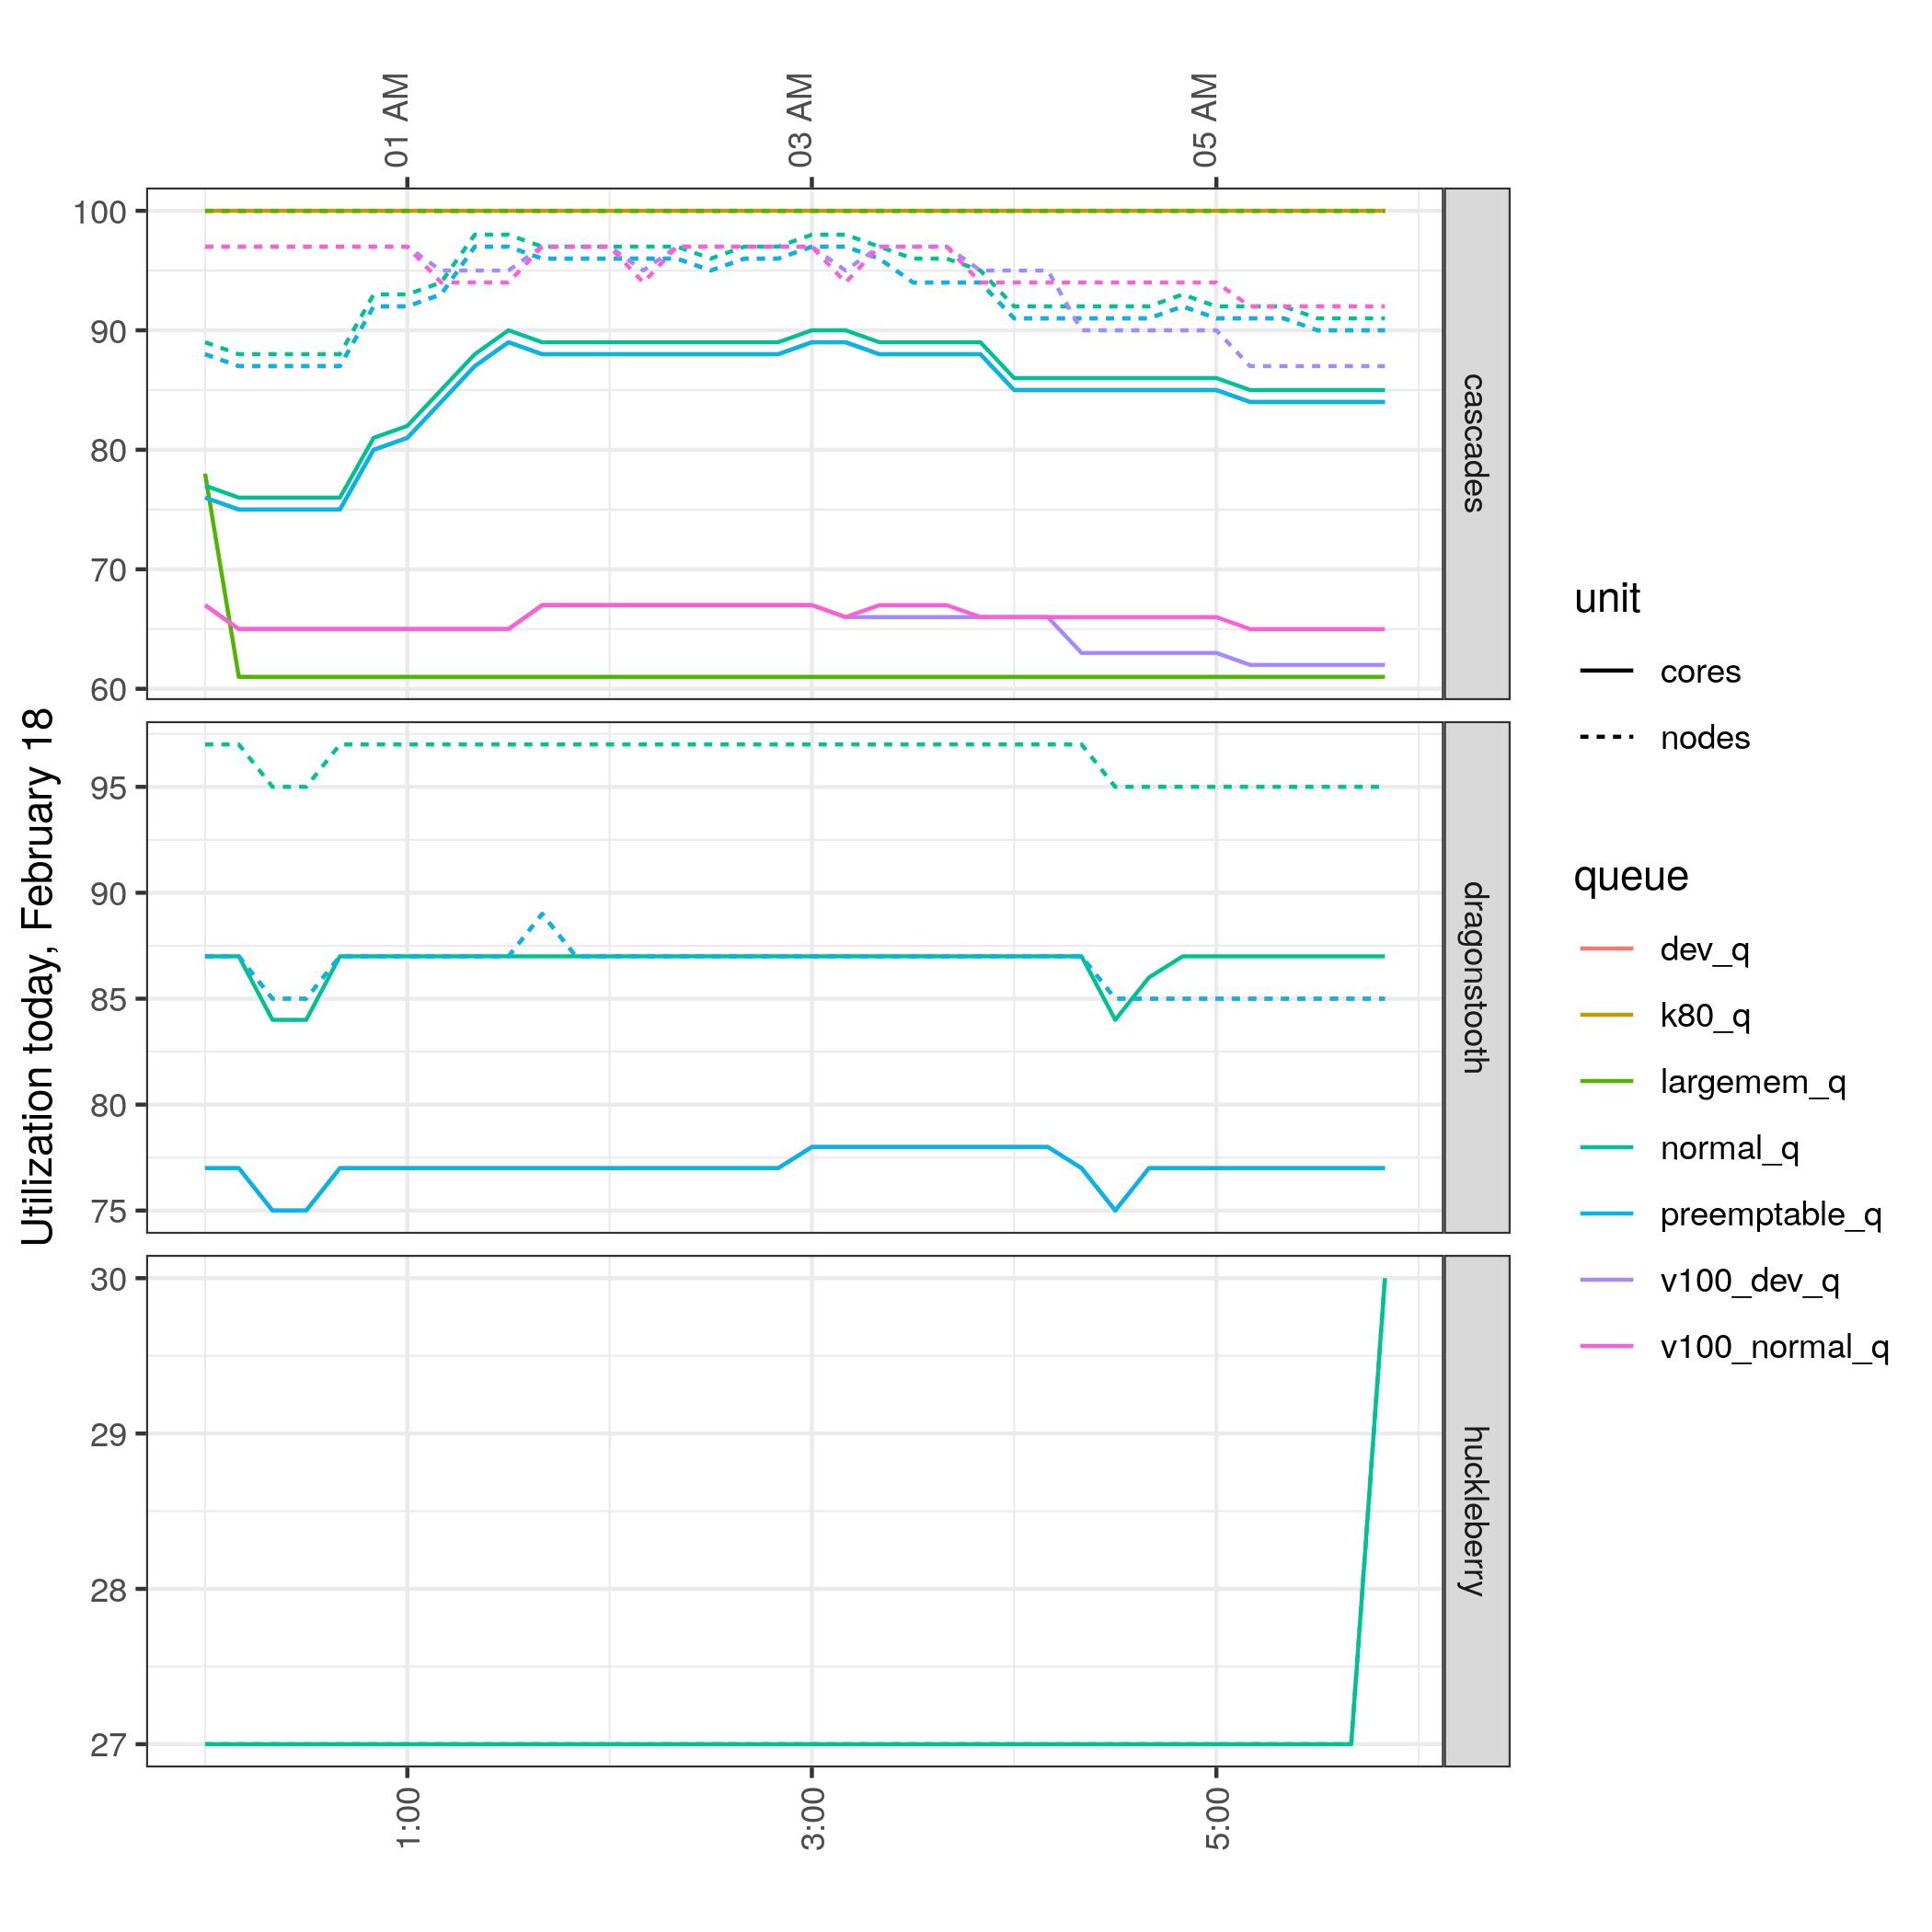 01 AM
03 AM
05 AM
Utilization today, February 18
100
90
80
70
60
cascades
95
90
85
80
75
dragonstooth
30
29
28
27
huckleberry
1:00
3:00
5:00
unit
cores
nodes
queue
dev_q
k80_q
largemem_q
normal_q
preemptable_q
v100_dev_q
v100_normal_q